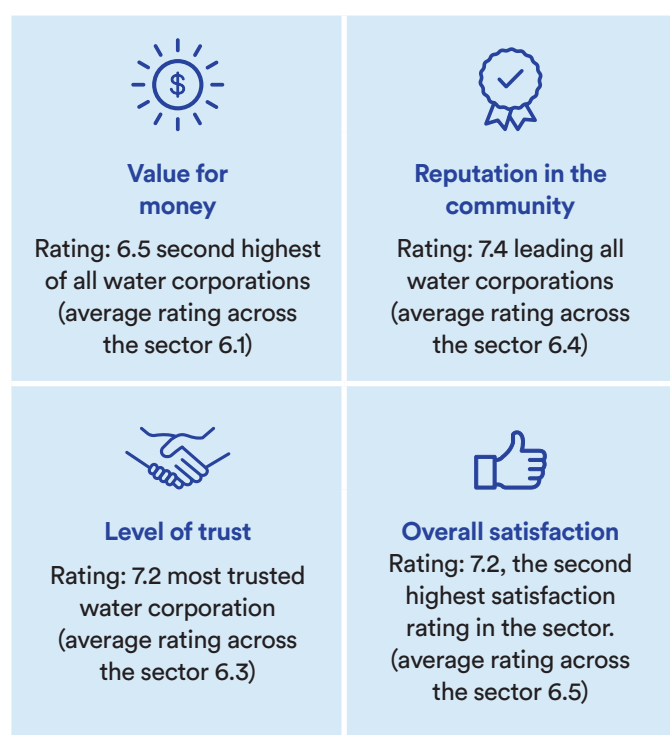 $
Value for
money
Rating: 6.5 second highest
of all water corporations
(average rating across
the sector 6.1)
Reputation in the
community
Rating: 7.4 leading all
water corporations
(average rating across
the sector 6.4)
Level of trust
Rating: 7.2 most trusted
water corporation
(average rating across
the sector 6.3)
Overall satisfaction
Rating: 7.2, the second
highest satisfaction
rating in the sector.
(average rating across
the sector 6.5)